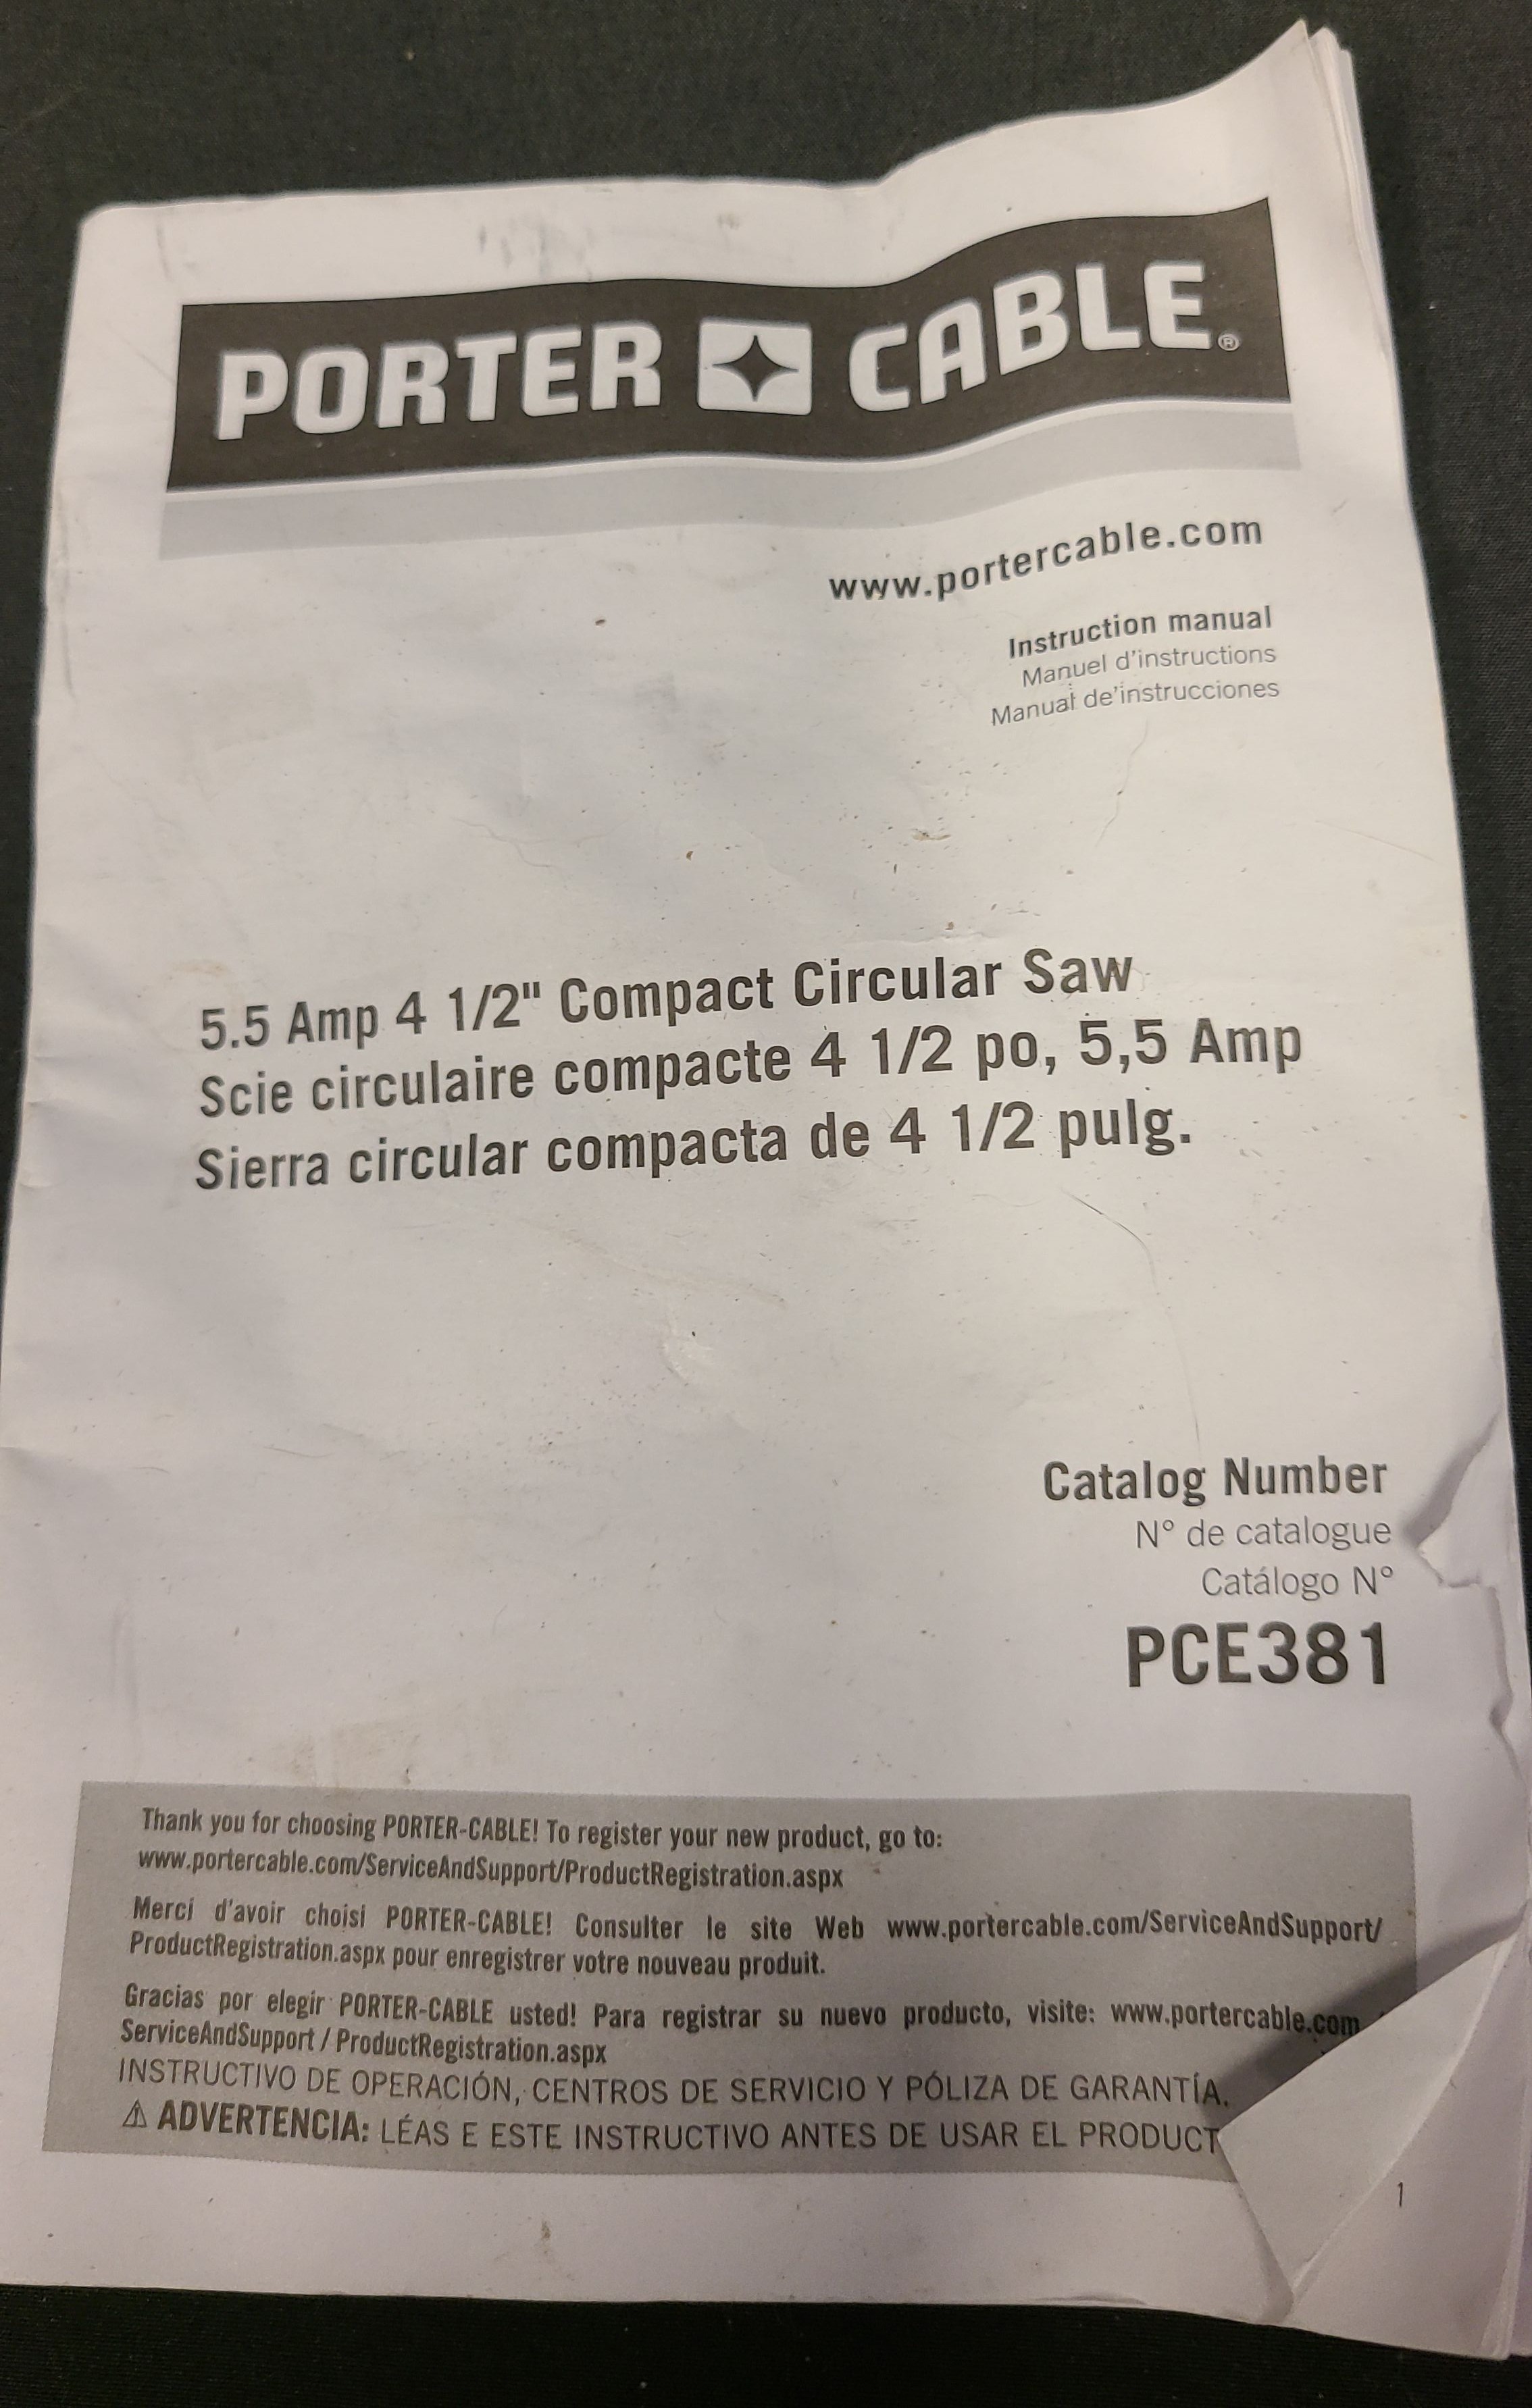 PORTER CABLE®
www.portercable.com
Instruction manual
Manuel d'instructions
Manual de'instrucciones
5.5 Amp 4 1/2" Compact Circular Saw
Scie circulaire compacte 4 1/2 po, 5,5 Amp
Sierra circular compacta de 4 1/2 pulg.
Catalog Number
N° de catalogue
Catálogo N°
PCE381
Thank you for choosing PORTER-CABLE! To register your new product, go to:
www.portercable.com/ServiceAndSupport/ProductRegistration.aspx
Merci d'avoir choisi PORTER-CABLE! Consulter le site Web www.portercable.com/ServiceAndSupport/
ProductRegistration.aspx pour enregistrer votre nouveau produit.
Gracias por elegir PORTER-CABLE usted! Para registrar su nuevo producto, visite: www.portercable.com
ServiceAndSupport / ProductRegistration.aspx
INSTRUCTIVO DE OPERACIÓN, CENTROS DE SERVICIO Y PÓLIZA DE GARANTÍA.
⚠ ADVERTENCIA: LÉAS E ESTE INSTRUCTIVO ANTES DE USAR EL PRODUCT
1